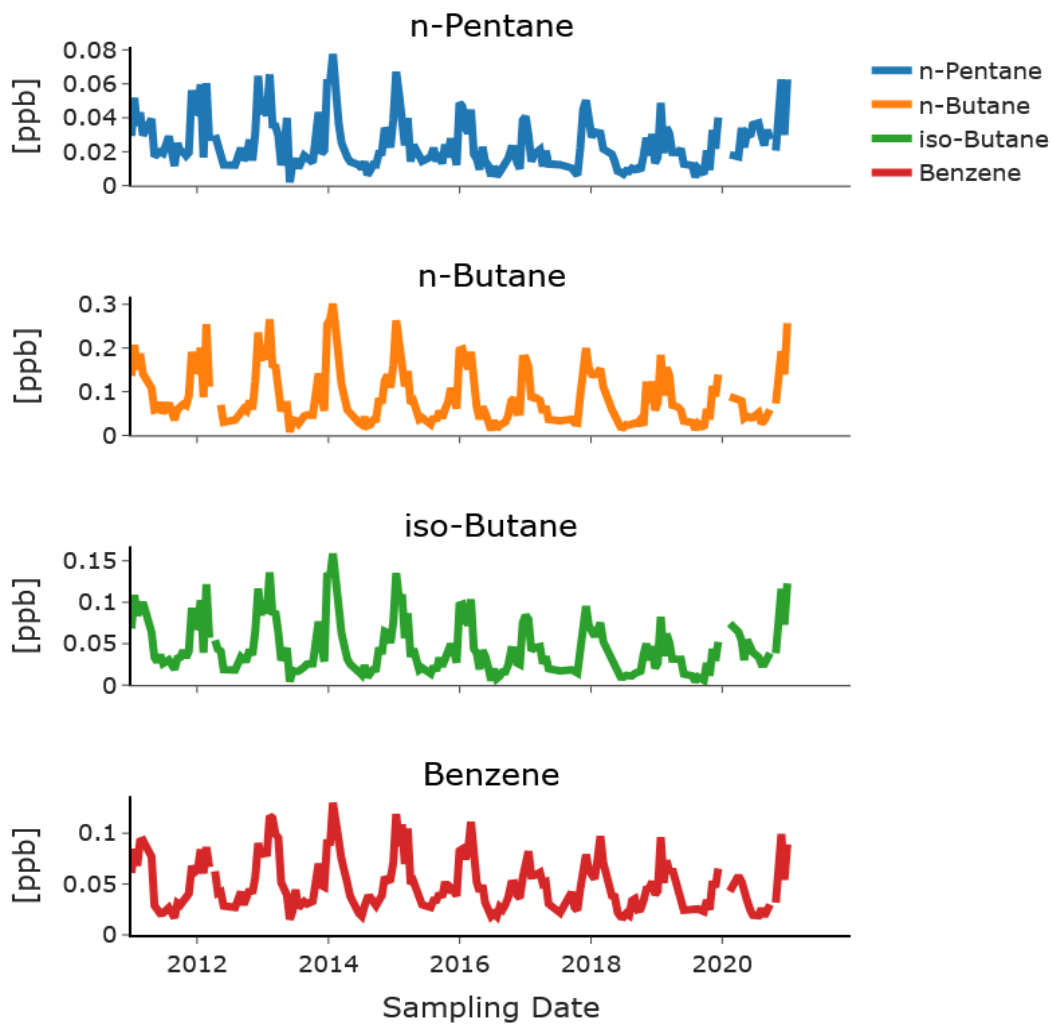 n-Pentane
0.08
0.06
0.04
0.02
0
[ppb]
n-Pentane
n-Butane
iso-Butane
Benzene
n-Butane
0.3
0.2
0.1
0
[ppb]
iso-Butane
0.15
0.1
0.05
0
[ppb]
Benzene
0.1
0.05
0
[ppb]
2012 2014 2016 2018 2020
Sampling Date